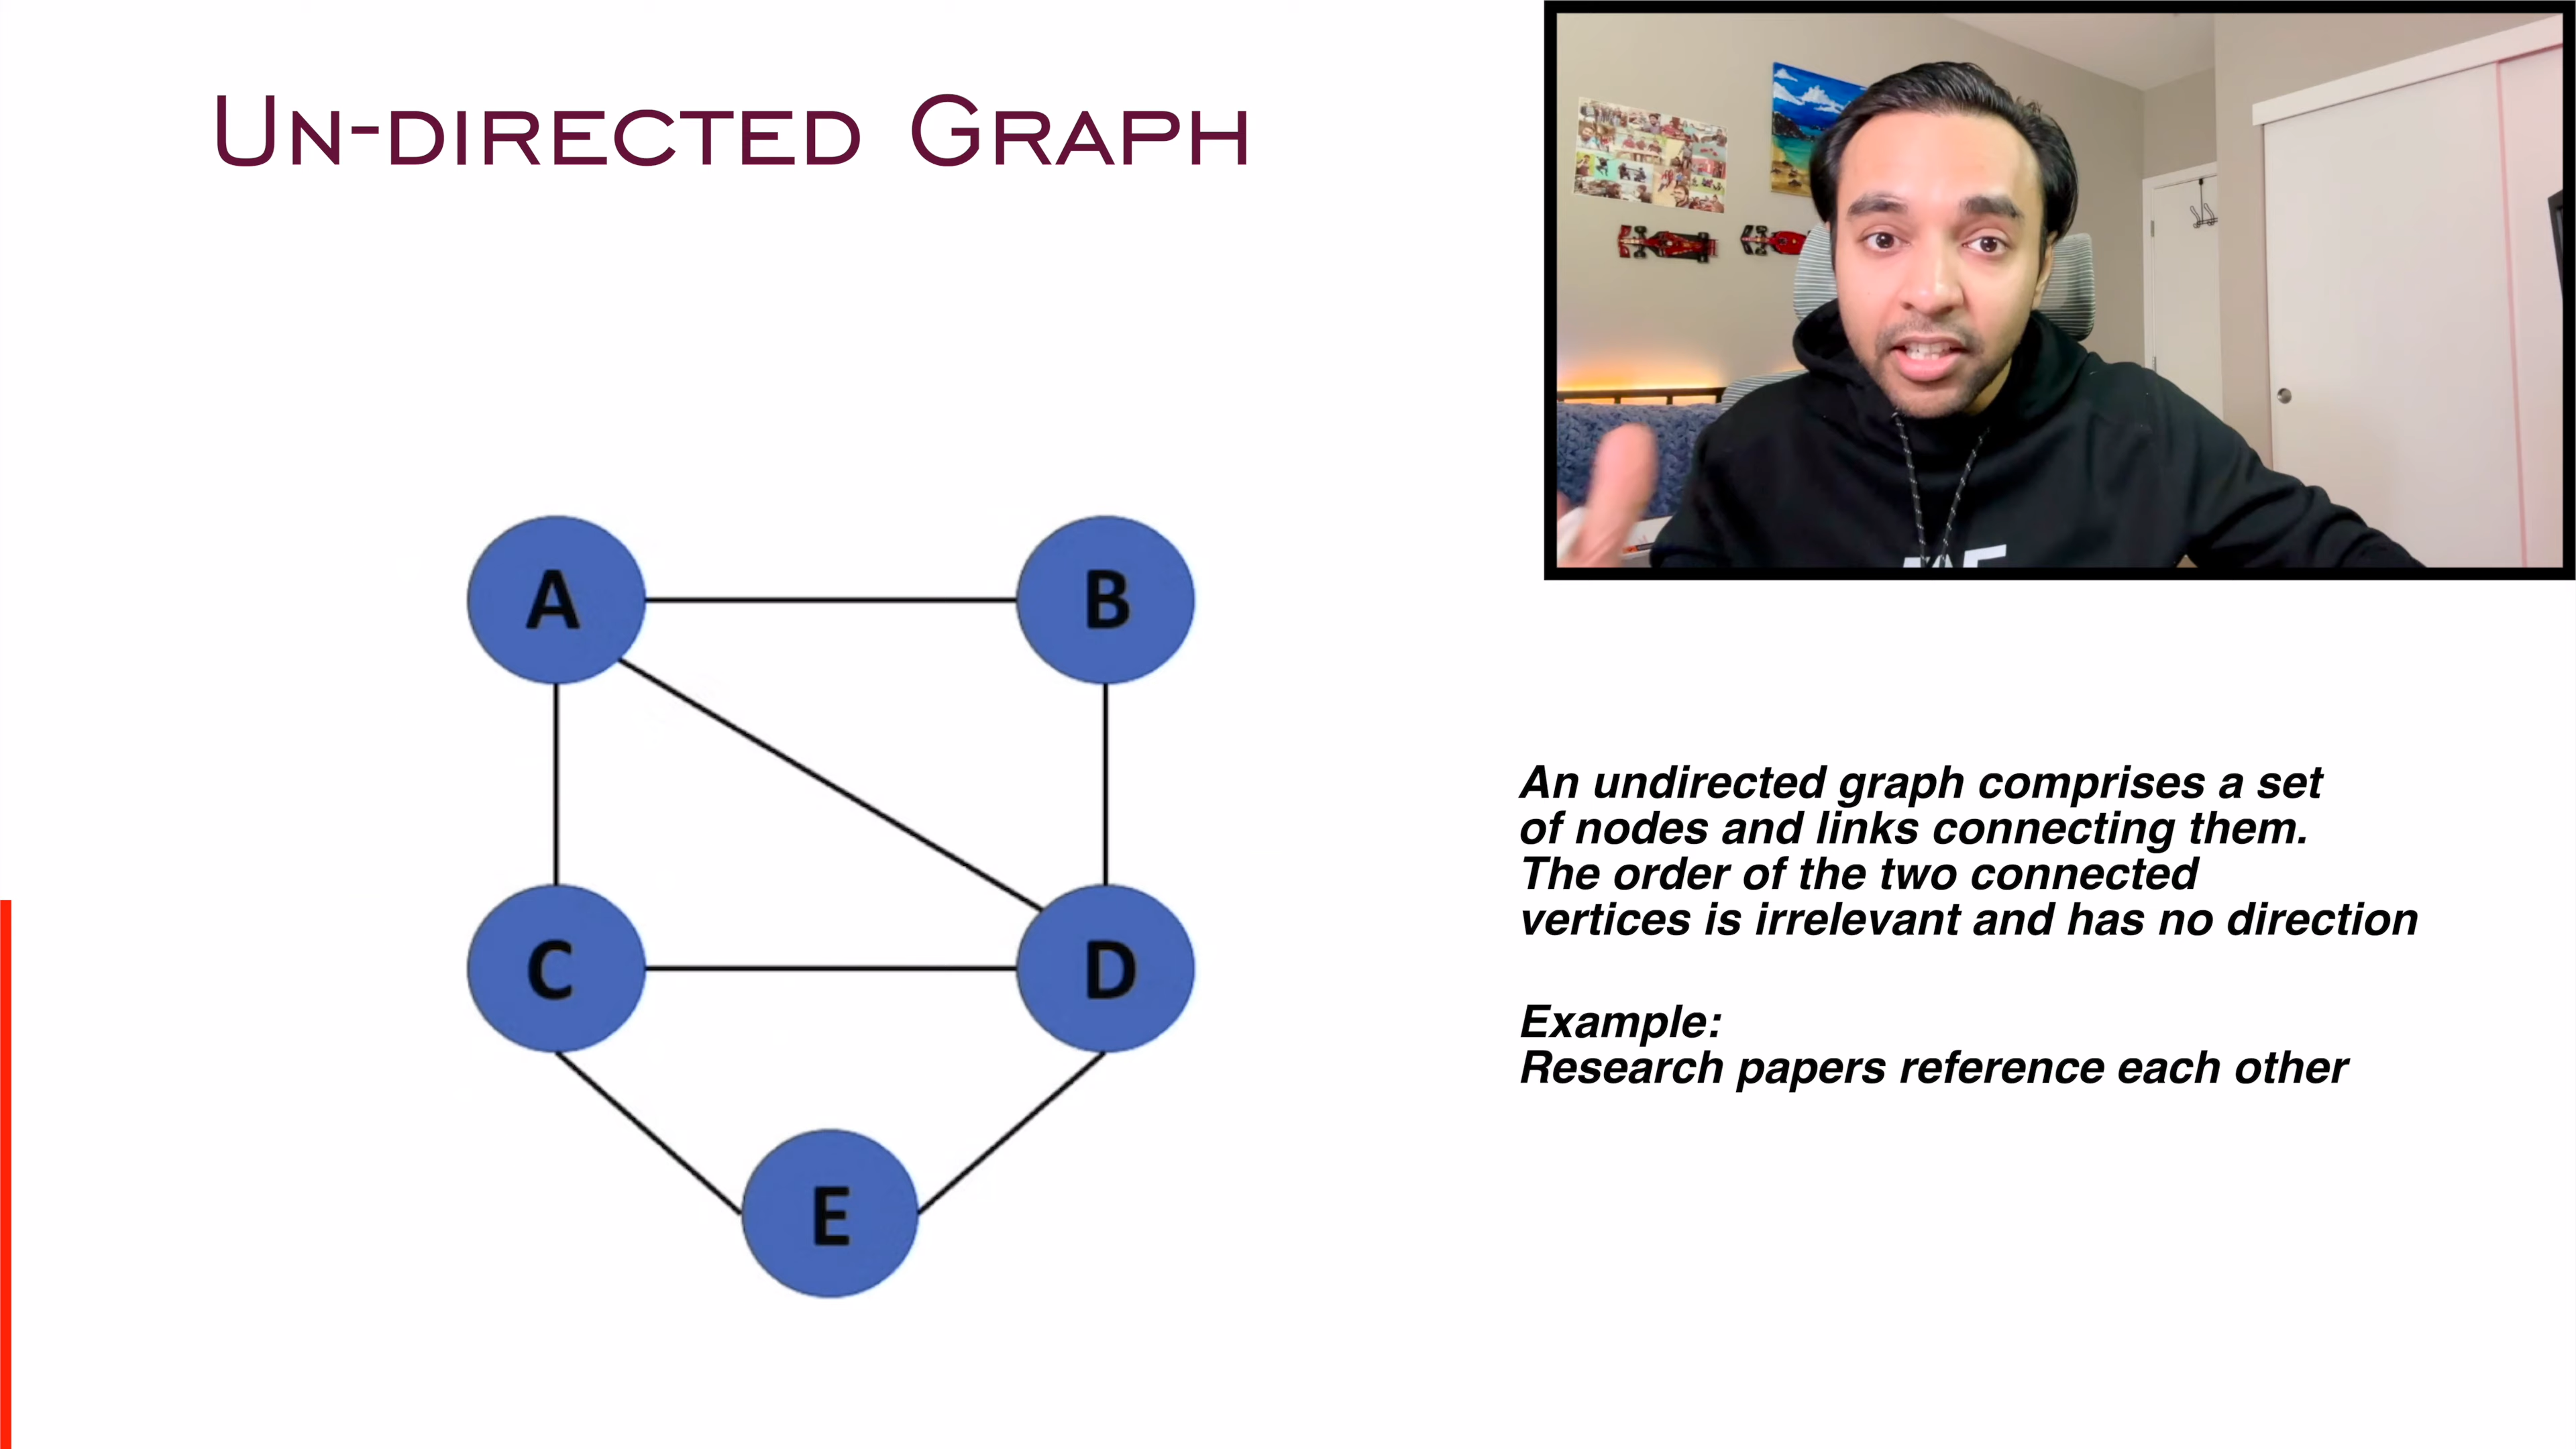 Un-directed Graph
A
B
C
D
E
An undirected graph comprises a set
of nodes and links connecting them.
The order of the two connected
vertices is irrelevant and has no direction
Example:
Research papers reference each other